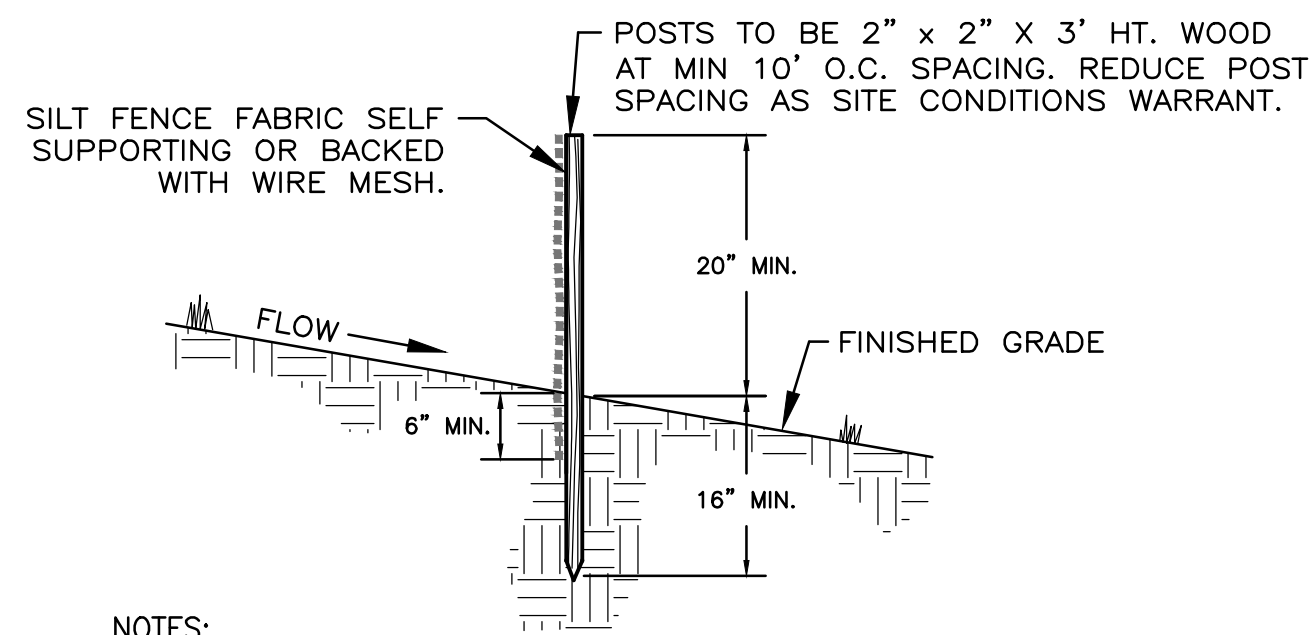 POSTS TO BE 2” x 2” X 3’ HT. WOOD
AT MIN 10’ O.C. SPACING. REDUCE POST
SPACING AS SITE CONDITIONS WARRANT.
SILT FENCE FABRIC SELF
SUPPORTING OR BACKED
WITH WIRE MESH.
20” MIN.
FLOW
FINISHED GRADE
6” MIN.
16” MIN.
NOTES: